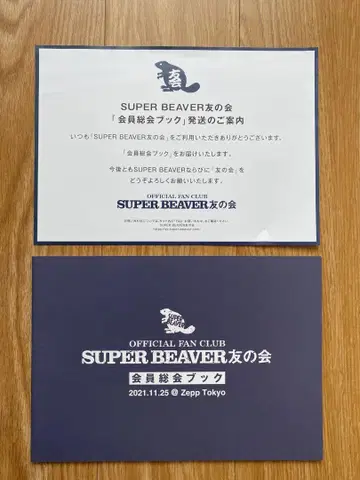 友会
SUPER BEAVER友の会
「会員総会ブック」発送のご案内
いつも「SUPER BEAVER友の会」をご利用いただきありがとうございます。
「会員総会ブック」をお届けいたします。
今後ともSUPER BEAVERならびに「友の会」を
どうぞよろしくお願いいたします。
OFFICIAL FAN CLUB
SUPER BEAVER友の会
SUPER BEAVER
OFFICIAL FAN CLUB
SUPER BEAVER友の会
会員総会ブック
2021.11.25 @ Zepp Tokyo